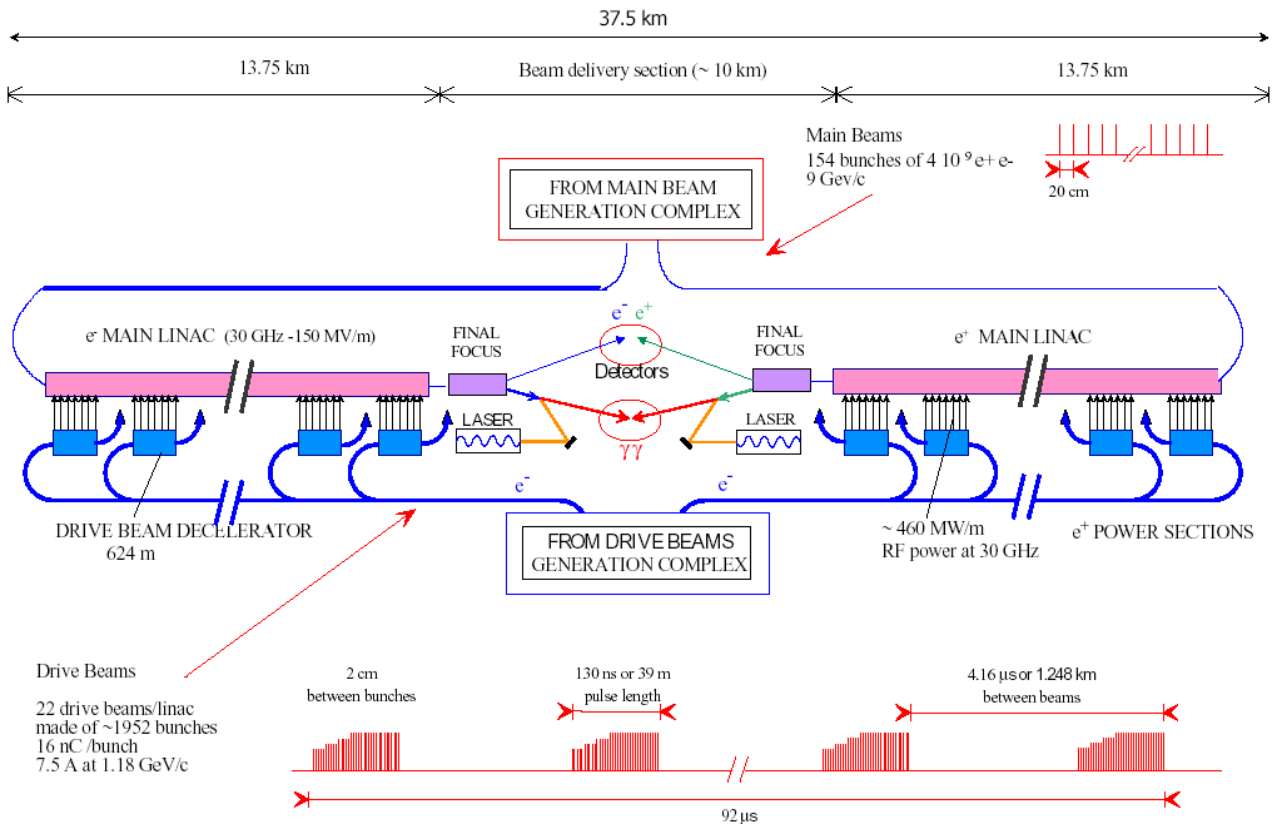 37.5 km
13.75 km
Beam delivery section (~ 10 km)
13.75 km
Main Beams
154 bunches of 4 10 9 e+ e-
9 Gev/c
20 cm
FROM MAIN BEAM
GENERATION COMPLEX
e- MAIN LINAC (30 GHz -150 MV/m)
FINAL
FOCUS
e- e+
Detectors
FINAL
FOCUS
e+ MAIN LINAC
LASER
γγ
LASER
e-
e-
DRIVE BEAM DECELERATOR
624 m
FROM DRIVE BEAMS
GENERATION COMPLEX
~ 460 MW/m
RF power at 30 GHz
e+ POWER SECTIONS
Drive Beams
22 drive beams/linac
made of ~1952 bunches
16 nC /bunch
7.5 A at 1.18 GeV/c
2 cm
between bunches
130 ns or 39 m
pulse length
4.16 μs or 1.248 km
between beams
92 μs